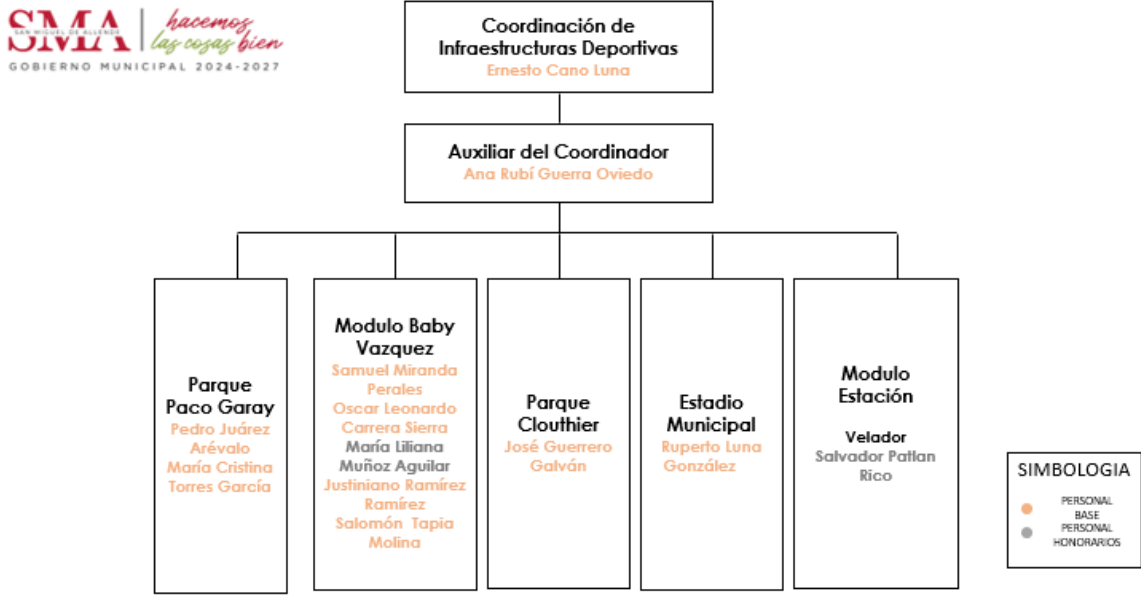 SMA
SAN MIGUEL DE ALLENDE
hacemos
las cosas bien
GOBIERNO MUNICIPAL 2024-2027
Coordinación de
Infraestructuras Deportivas
Ernesto Cano Luna
Auxiliar del Coordinador
Ana Rubí Guerra Oviedo
Parque
Paco Garay
Pedro Juárez
Arévalo
María Cristina
Torres García
Modulo Baby
Vazquez
Samuel Miranda
Perales
Oscar Leonardo
Carrera Sierra
María Liliana
Muñoz Aguilar
Justiniano Ramírez
Ramírez
Salomón Tapia
Molina
Parque
Clouthier
José Guerrero
Galván
Estadio
Municipal
Ruperto Luna
González
Modulo
Estación
Velador
Salvador Patlan
Rico
SIMBOLOGIA
PERSONAL
BASE
PERSONAL
HONORARIOS